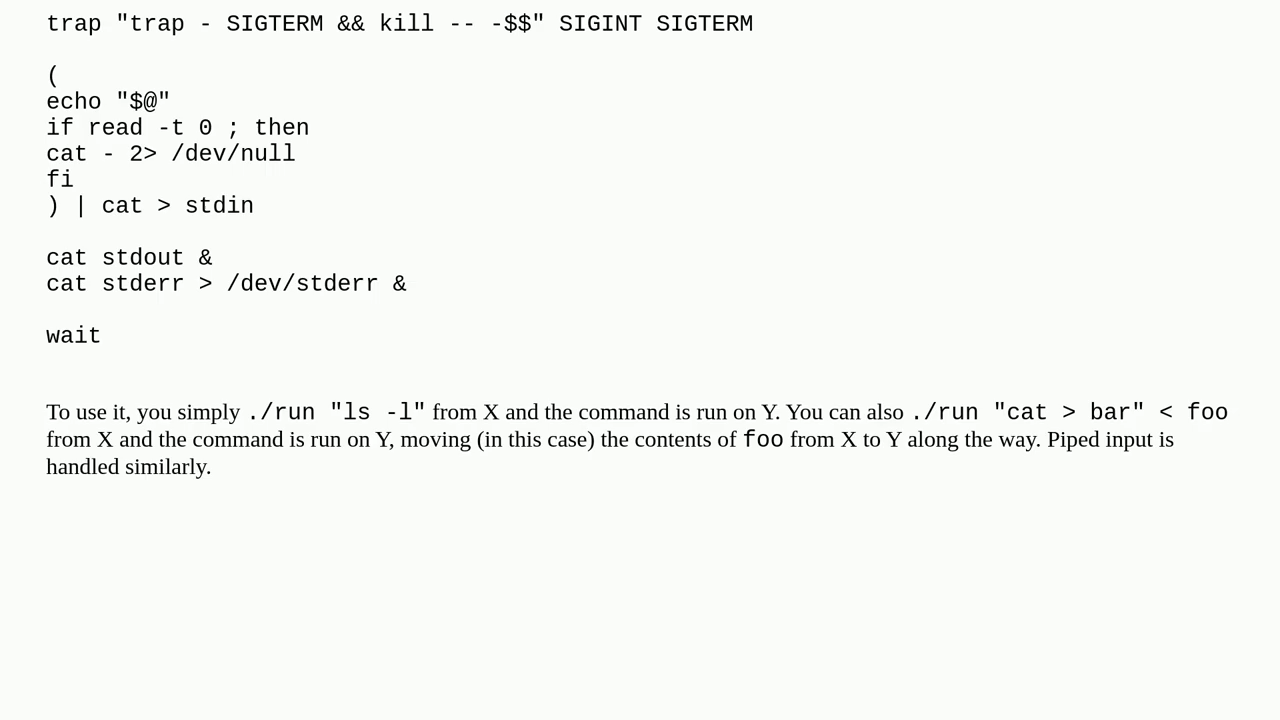 trap "trap - SIGTERM && kill -- -$$" SIGINT SIGTERM
(
echo "$@"
if read -t 0 ; then
cat - 2> /dev/null
fi
) | cat > stdin
cat stdout &
cat stderr > /dev/stderr &
wait
To use it, you simply ./run "ls -l" from X and the command is run on Y. You can also ./run "cat > bar" < foo
from X and the command is run on Y, moving (in this case) the contents of foo from X to Y along the way. Piped input is
handled similarly.